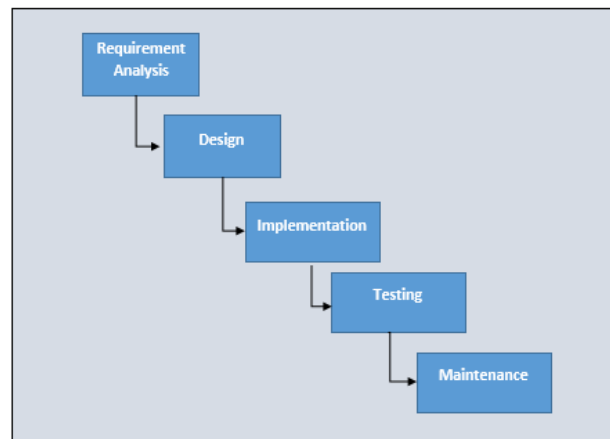 Requirement
Analysis
Design
Implementation
Testing
Maintenance